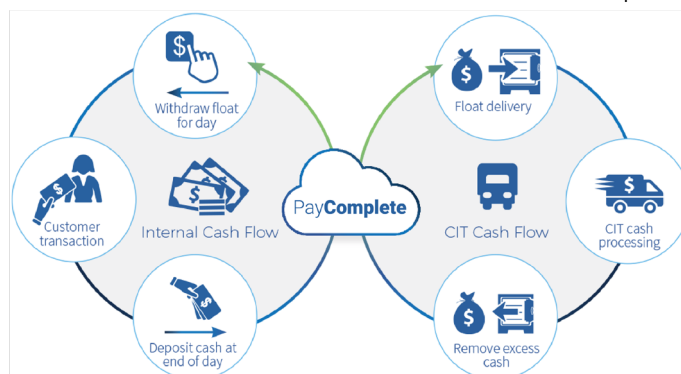 Withdraw float
for day
Customer
transaction
Internal Cash Flow
Deposit cash at
end of day
PayComplete
Float delivery
CIT Cash Flow
CIT cash
processing
Remove excess
cash